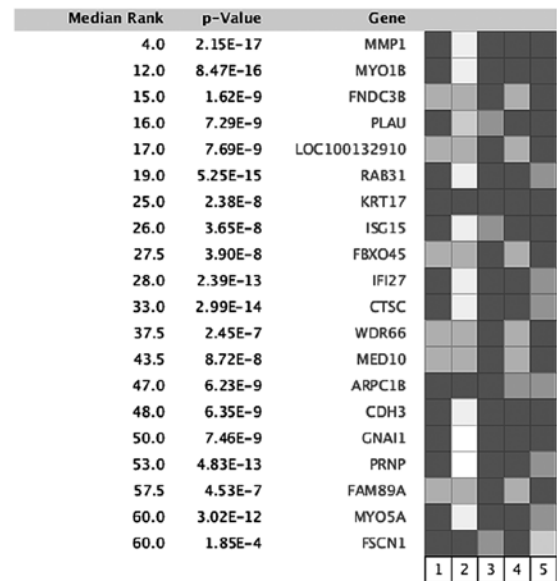 Median Rank p-Value Gene
4.0 2.15E-17 MMP1
12.0 8.47E-16 MYO1B
15.0 1.62E-9 FNDC3B
16.0 7.29E-9 PLAU
17.0 7.69E-9 LOC100132910
19.0 5.25E-15 RAB31
25.0 2.38E-8 KRT17
26.0 3.65E-8 ISG15
27.5 3.90E-8 FBXO45
28.0 2.39E-13 IFI27
33.0 2.99E-14 CTSC
37.5 2.45E-7 WDR66
43.5 8.72E-8 MED10
47.0 6.23E-9 ARPC1B
48.0 6.35E-9 CDH3
50.0 7.46E-9 GNAI1
53.0 4.83E-13 PRNP
57.5 4.53E-7 FAM89A
60.0 3.02E-12 MYO5A
60.0 1.85E-4 FSCN1
1 2 3 4 5